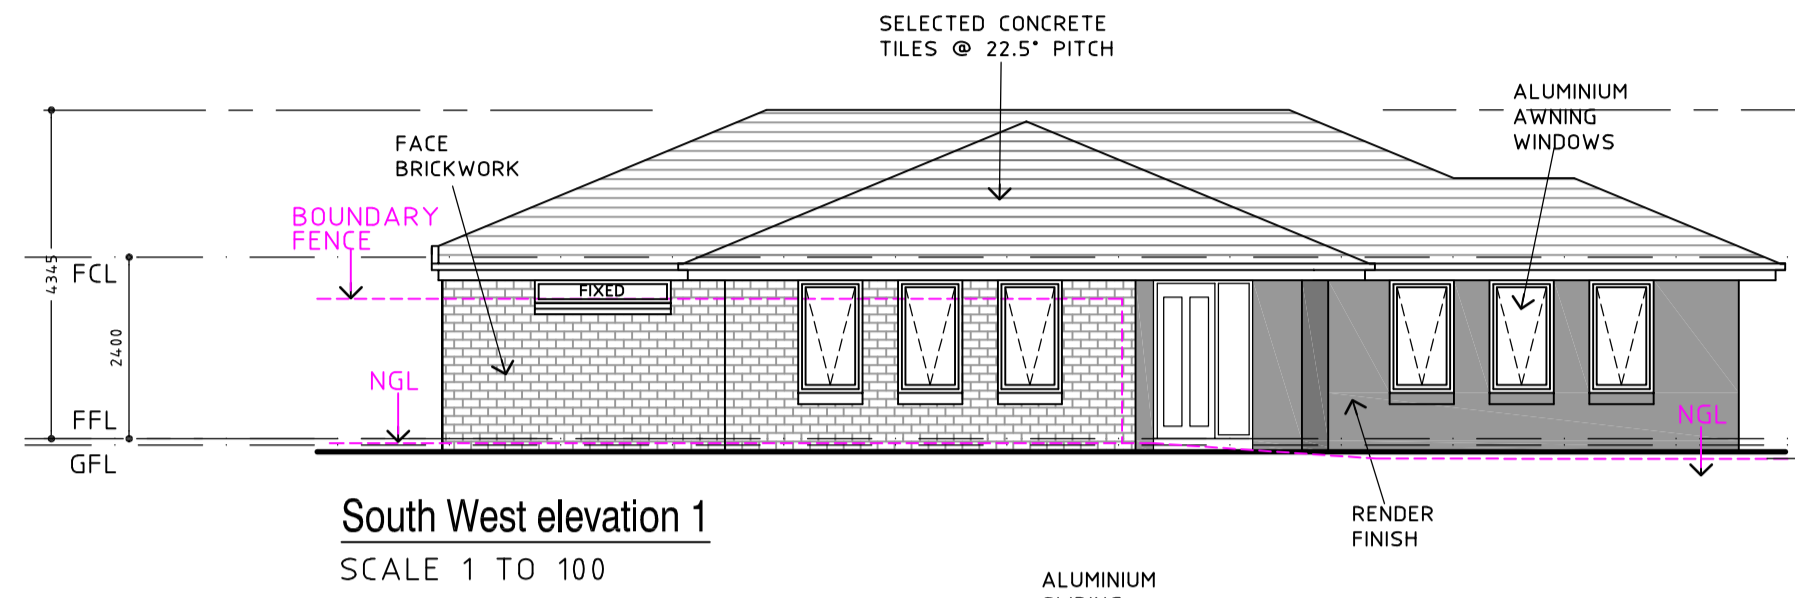 SELECTED CONCRETE
TILES @ 22.5° PITCH
ALUMINIUM
AWNING
WINDOWS
FACE
BRICKWORK
BOUNDARY
FENCE
4345
FCL
FIXED
2400
NGL
FFL
GFL
NGL
RENDER
FINISH
South West elevation 1
SCALE 1 TO 100
ALUMINIUM